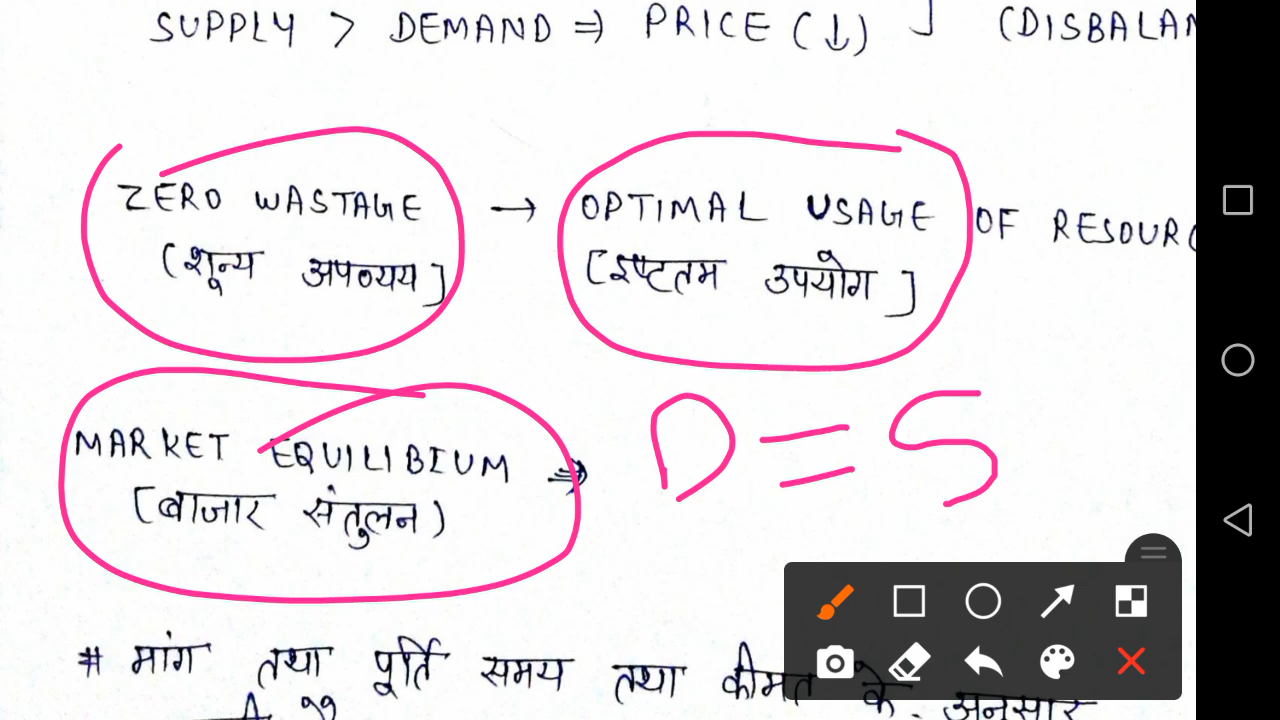 SUPPLY > DEMAND ⇒ PRICE (↓) ] (DISBALAN
ZERO WASTAGE → OPTIMAL USAGE OF RESOURC
(शून्य अपव्यय] [इष्टतम उपयोग]
MARKET EQUILIBIUM ⇒ D = S
[बाजार संतुलन)
# मांग तथा पूर्ति समय तथा कीमत के अनुसार